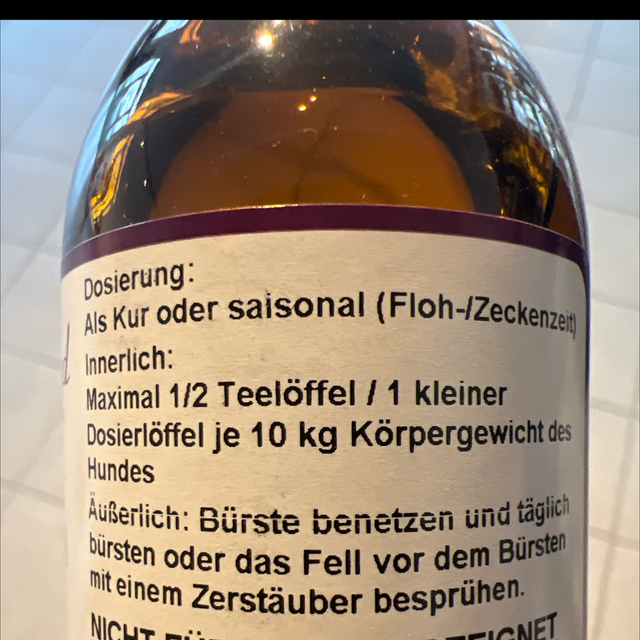 Dosierung:
Als Kur oder saisonal (Floh-/Zeckenzeit)
Innerlich:
Maximal 1/2 Teelöffel / 1 kleiner
Dosierlöffel je 10 kg Körpergewicht des
Hundes
Äußerlich: Bürste benetzen und täglich
bürsten oder das Fell vor dem Bürsten
mit einem Zerstäuber besprühen.
NICHT